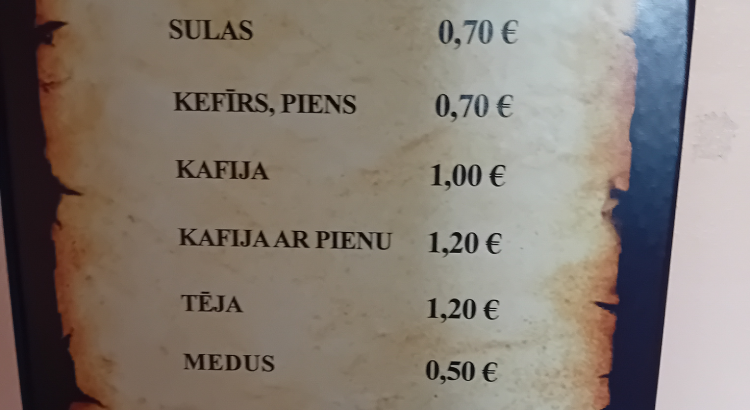 SULAS 0,70 €
KEFĪRS, PIENS 0,70 €
KAFIJA 1,00 €
KAFIJA AR PIENU 1,20 €
TĒJA 1,20 €
MEDUS 0,50 €